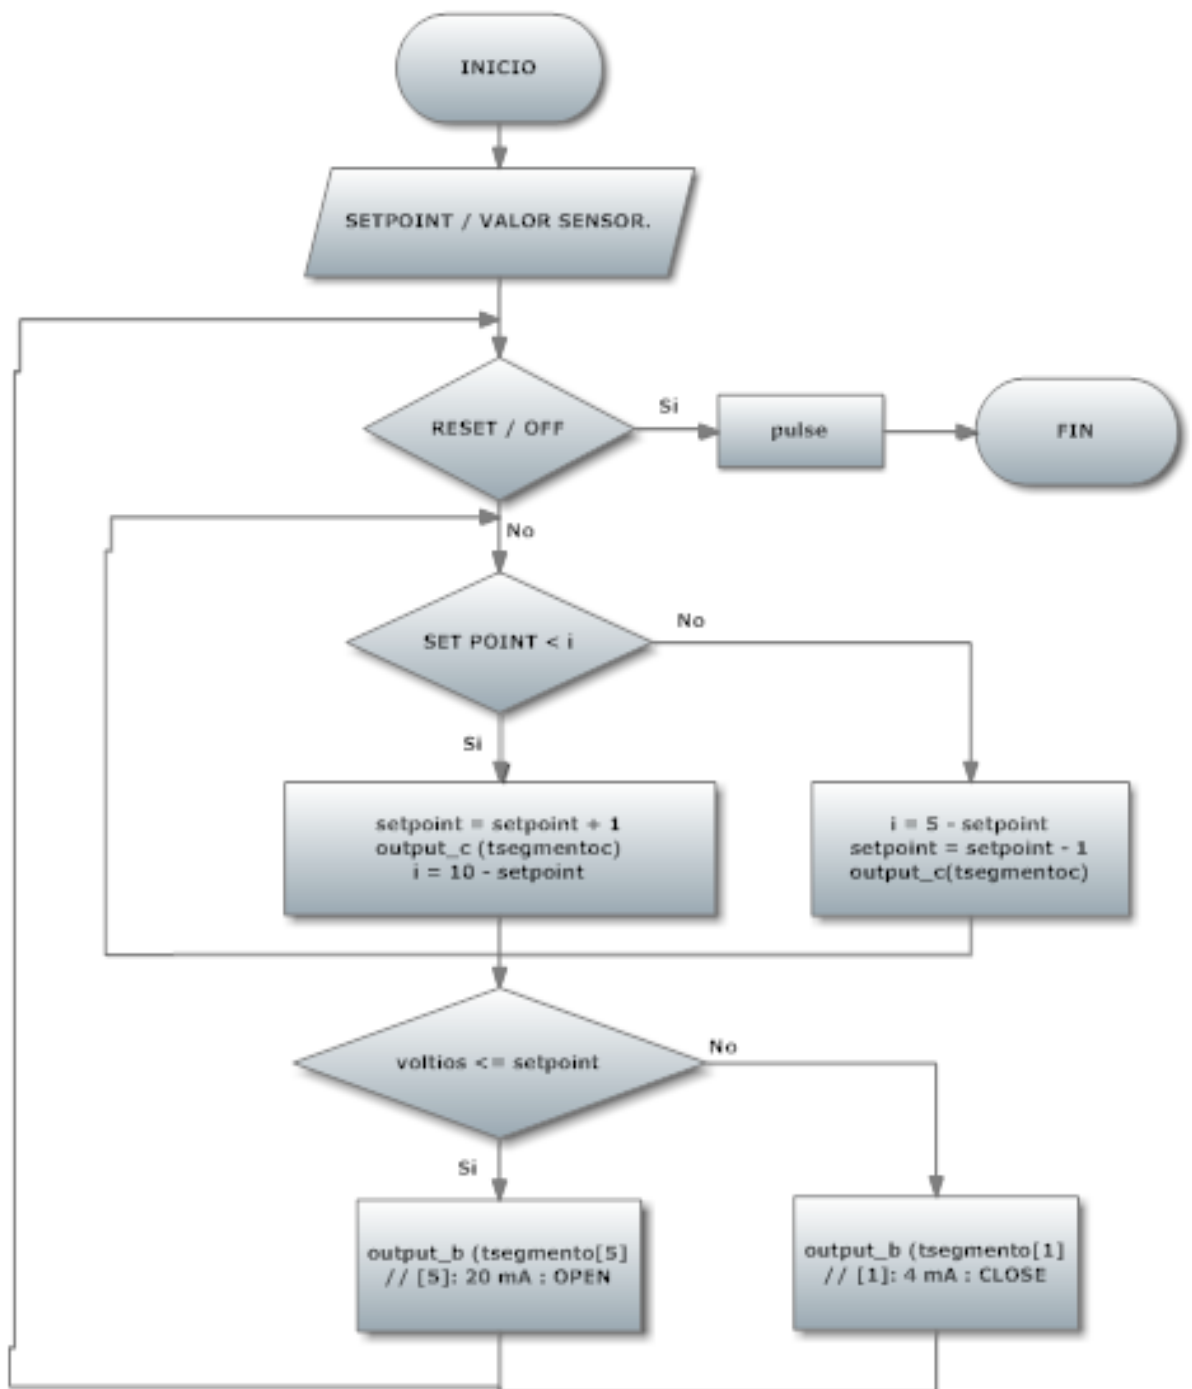 INICIO
SETPOINT / VALOR SENSOR.
RESET / OFF
Si
pulse
FIN
No
SET POINT < i
No
Si
setpoint = setpoint + 1
output_c (tsegmentoc)
i = 10 - setpoint
i = 5 - setpoint
setpoint = setpoint - 1
output_c(tsegmentoc)
voltios <= setpoint
No
Si
output_b (tsegmento[5]
// [5]: 20 mA : OPEN
output_b (tsegmento[1]
// [1]: 4 mA : CLOSE